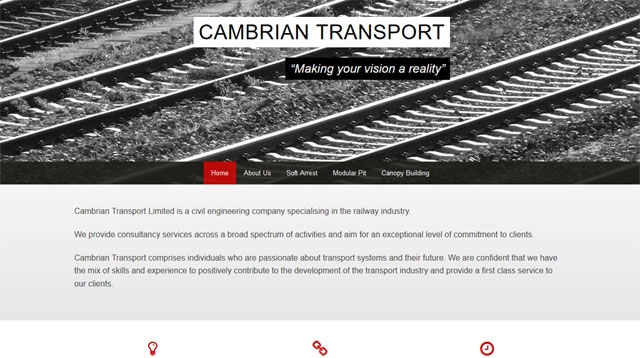 CAMBRIAN TRANSPORT
“Making your vision a reality”
Home About Us Soft Arrest Modular Pit Canopy Building
Cambrian Transport Limited is a civil engineering company specialising in the railway industry.
We provide consultancy services across a broad spectrum of activities and aim for an exceptional level of commitment to clients.
Cambrian Transport comprises individuals who are passionate about transport systems and their future. We are confident that we have
the mix of skills and experience to positively contribute to the development of the transport industry and provide a first class service to
our clients.